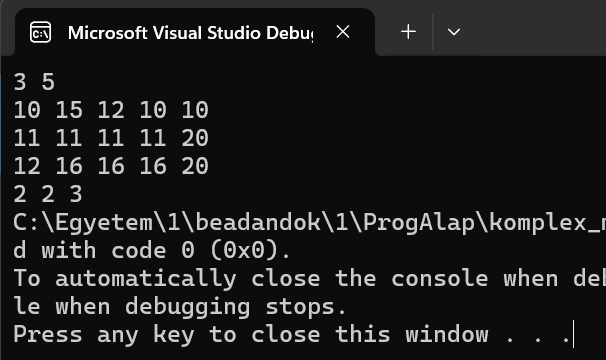 Microsoft Visual Studio Debu
3 5
10 15 12 10 10
11 11 11 11 20
12 16 16 16 20
2 2 3
C:\Egyetem\1\beadandok\1\ProgAlap\komplex_
d with code 0 (0x0).
To automatically close the console when deb
le when debugging stops.
Press any key to close this window . . .